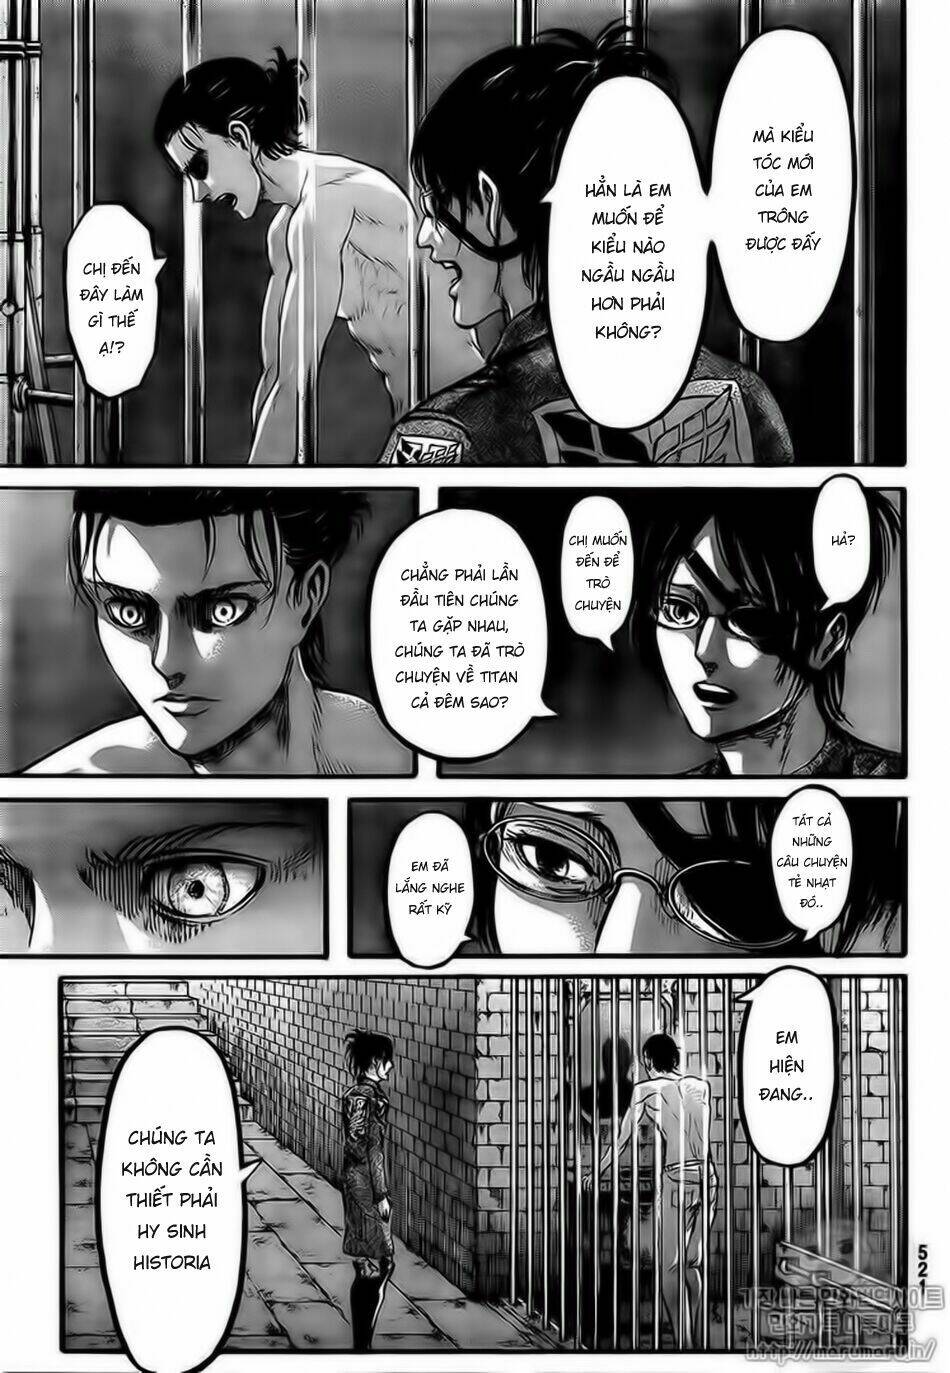 MÀ KIỂU
TÓC MỚI
CỦA EM
TRÔNG
ĐƯỢC ĐẤY
HẲN LÀ EM
MUỐN ĐỂ
KIỂU NÀO
NGẦU NGẦU
HƠN PHẢI
KHÔNG?
CHỊ ĐẾN
ĐÂY LÀM
GÌ THẾ
Ạ!?
HẢ?
CHỊ MUỐN
ĐẾN ĐỂ
TRÒ
CHUYỆN
CHẲNG PHẢI LẦN
ĐẦU TIÊN CHÚNG
TA GẶP NHAU,
CHÚNG TA ĐÃ TRÒ
CHUYỆN VỀ TITAN
CẢ ĐÊM SAO?
TÁT CẢ
NHỮNG
CÂU CHUYỆN
TẺ NHẠT
ĐÓ..
EM ĐÃ
LẮNG NGHE
RẤT KỸ
EM
HIỆN
ĐANG..
CHÚNG TA
KHÔNG CẦN
THIẾT PHẢI
HY SINH
HISTORIA
521
http://marumaru.in/